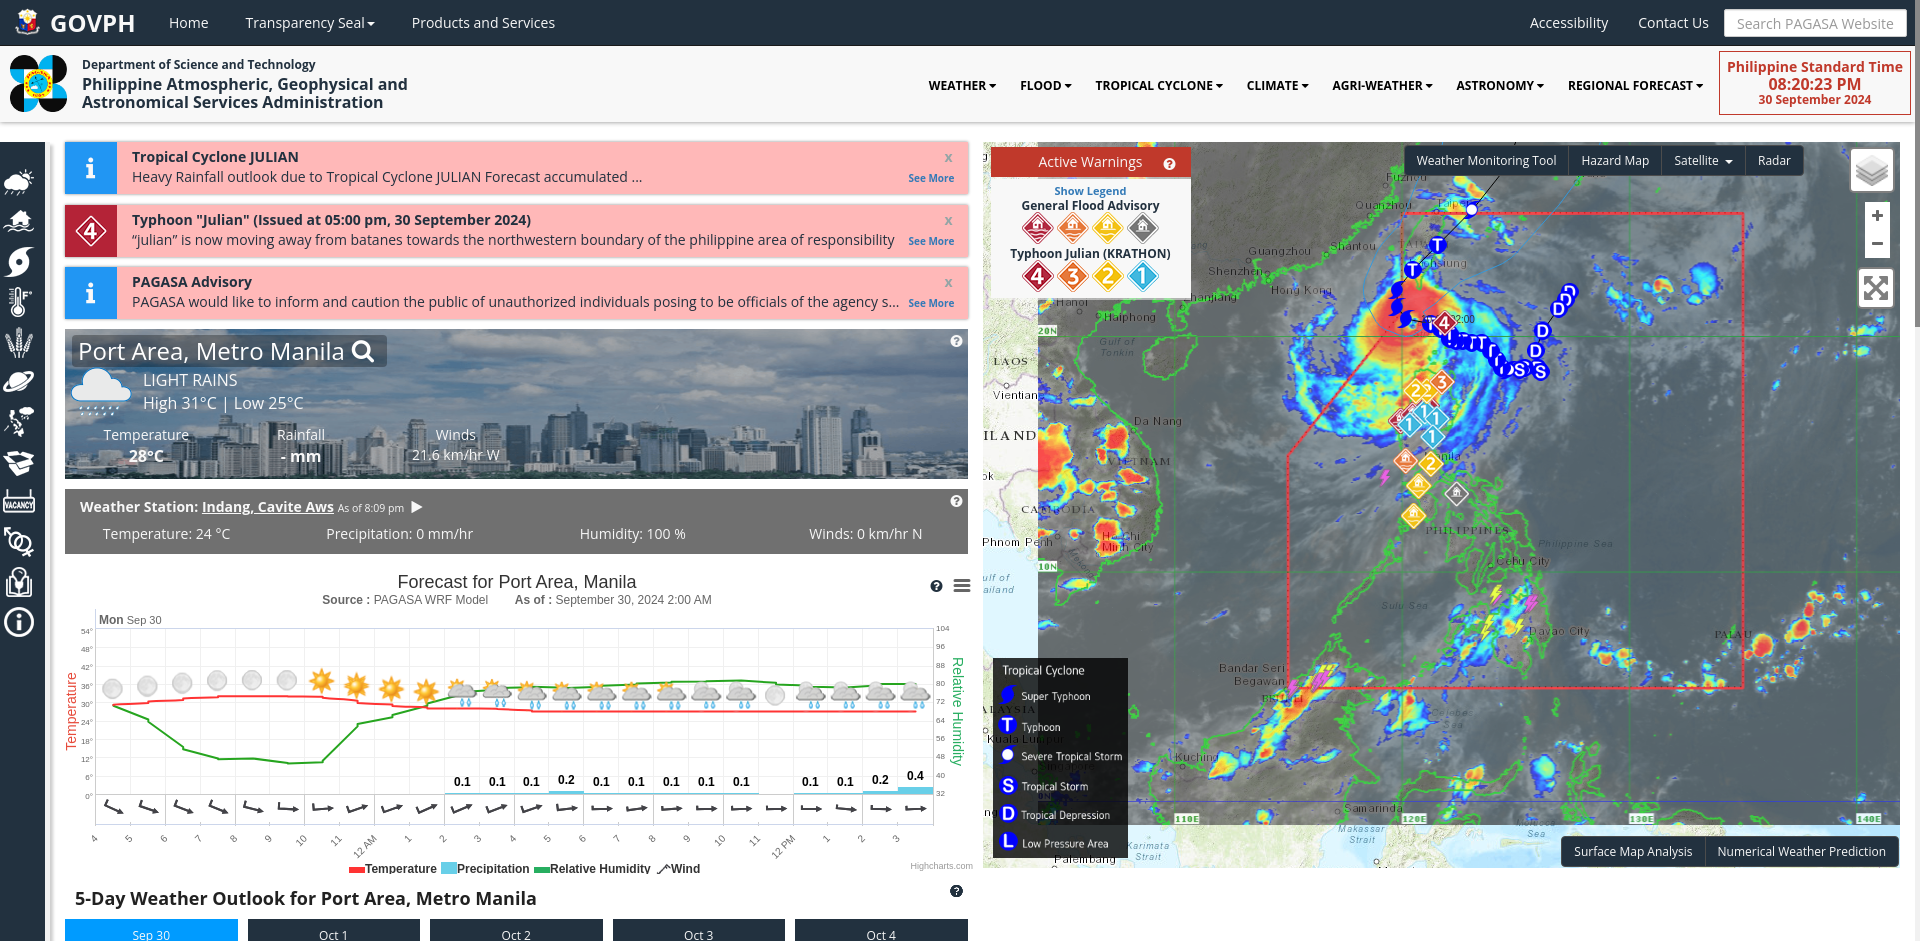 GOVPH
Home
Transparency Seal
Products and Services
Accessibility
Contact Us
Search PAGASA Website
Department of Science and Technology
Philippine Atmospheric, Geophysical and
Astronomical Services Administration
WEATHER
FLOOD
TROPICAL CYCLONE
CLIMATE
AGRI-WEATHER
ASTRONOMY
REGIONAL FORECAST
Philippine Standard Time
08:20:23 PM
30 September 2024
Tropical Cyclone JULIAN
x
Heavy Rainfall outlook due to Tropical Cyclone JULIAN Forecast accumulated ...
See More
4
Typhoon "Julian" (Issued at 05:00 pm, 30 September 2024)
x
“julian” is now moving away from batanes towards the northwestern boundary of the philippine area of responsibility
See More
PAGASA Advisory
x
PAGASA would like to inform and caution the public of unauthorized individuals posing to be officials of the agency s...
See More
Port Area, Metro Manila
LIGHT RAINS
High 31°C | Low 25°C
Temperature
Rainfall
Winds
28°C
- mm
21.6 km/hr W
Weather Station: Indang, Cavite Aws As of 8:09 pm
Temperature: 24 °C
Precipitation: 0 mm/hr
Humidity: 100 %
Winds: 0 km/hr N
VACANCY
Forecast for Port Area, Manila
Source : PAGASA WRF Model As of : September 30, 2024 2:00 AM
Mon Sep 30
Temperature
54°
48°
42°
36°
30°
24°
18°
12°
6°
0°
104
96
88
80
72
64
56
48
40
32
Relative Humidity
0.1 0.1 0.1 0.2 0.1 0.1 0.1 0.1 0.1 0.1 0.1 0.2 0.4
4 5 6 7 8 9 10 11 12 AM 1 2 3 4 5 6 7 8 9 10 11 12 PM 1 2 3
Temperature Precipitation Relative Humidity Wind
Highcharts.com
5-Day Weather Outlook for Port Area, Metro Manila
Sep 30
Oct 1
Oct 2
Oct 3
Oct 4
Active Warnings
Show Legend
General Flood Advisory
Typhoon Julian (KRATHON)
4 3 2 1
Weather Monitoring Tool
Hazard Map
Satellite
Radar
+
−
Fuzhou
Quanzhou
Taipei
Guangzhou
Shantou
Shenzhen
Hong Kong
Zhanjiang
Hanoi
Haiphong
20N
Gulf of
Tonkin
LAOS
Vientian
Da Nang
ILAND
VIETNAM
ok
CAMBODIA
Phnom Penh
Ho Chi
Minh City
ulf of
ailand
10N
PHILIPPINES
Philippine Sea
Cebu City
Sulu Sea
Davao City
PALAU
Bandar Seri
Begawan
BRUNEI
Celebes
Sea
Kuching
Kuala Lumpur
Samarinda
110E
120E
130E
140E
Makassar
Strait
Karimata
Strait
Palembang
Tropical Cyclone
Super Typhoon
T Typhoon
Severe Tropical Storm
S Tropical Storm
D Tropical Depression
L Low Pressure Area
Surface Map Analysis
Numerical Weather Prediction